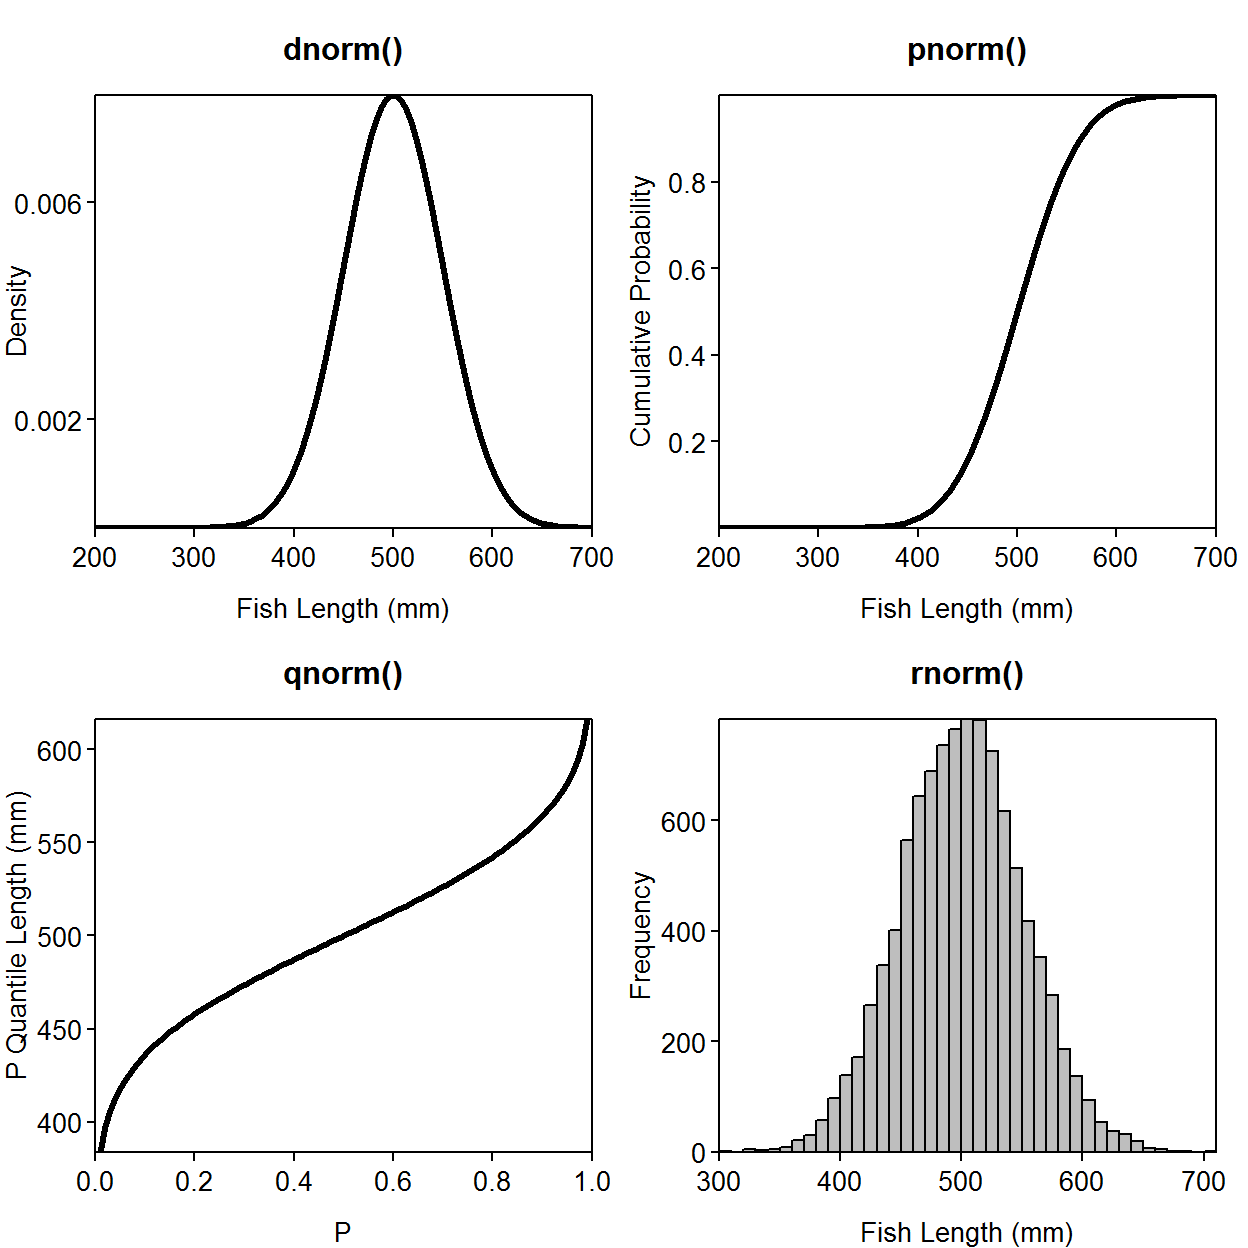 dnorm()
Density
0.006
0.002
200 300 400 500 600 700
Fish Length (mm)
pnorm()
Cumulative Probability
0.8
0.6
0.4
0.2
200 300 400 500 600 700
Fish Length (mm)
qnorm()
P Quantile Length (mm)
600
550
500
450
400
0.0 0.2 0.4 0.6 0.8 1.0
P
rnorm()
Frequency
600
400
200
0
300 400 500 600 700
Fish Length (mm)